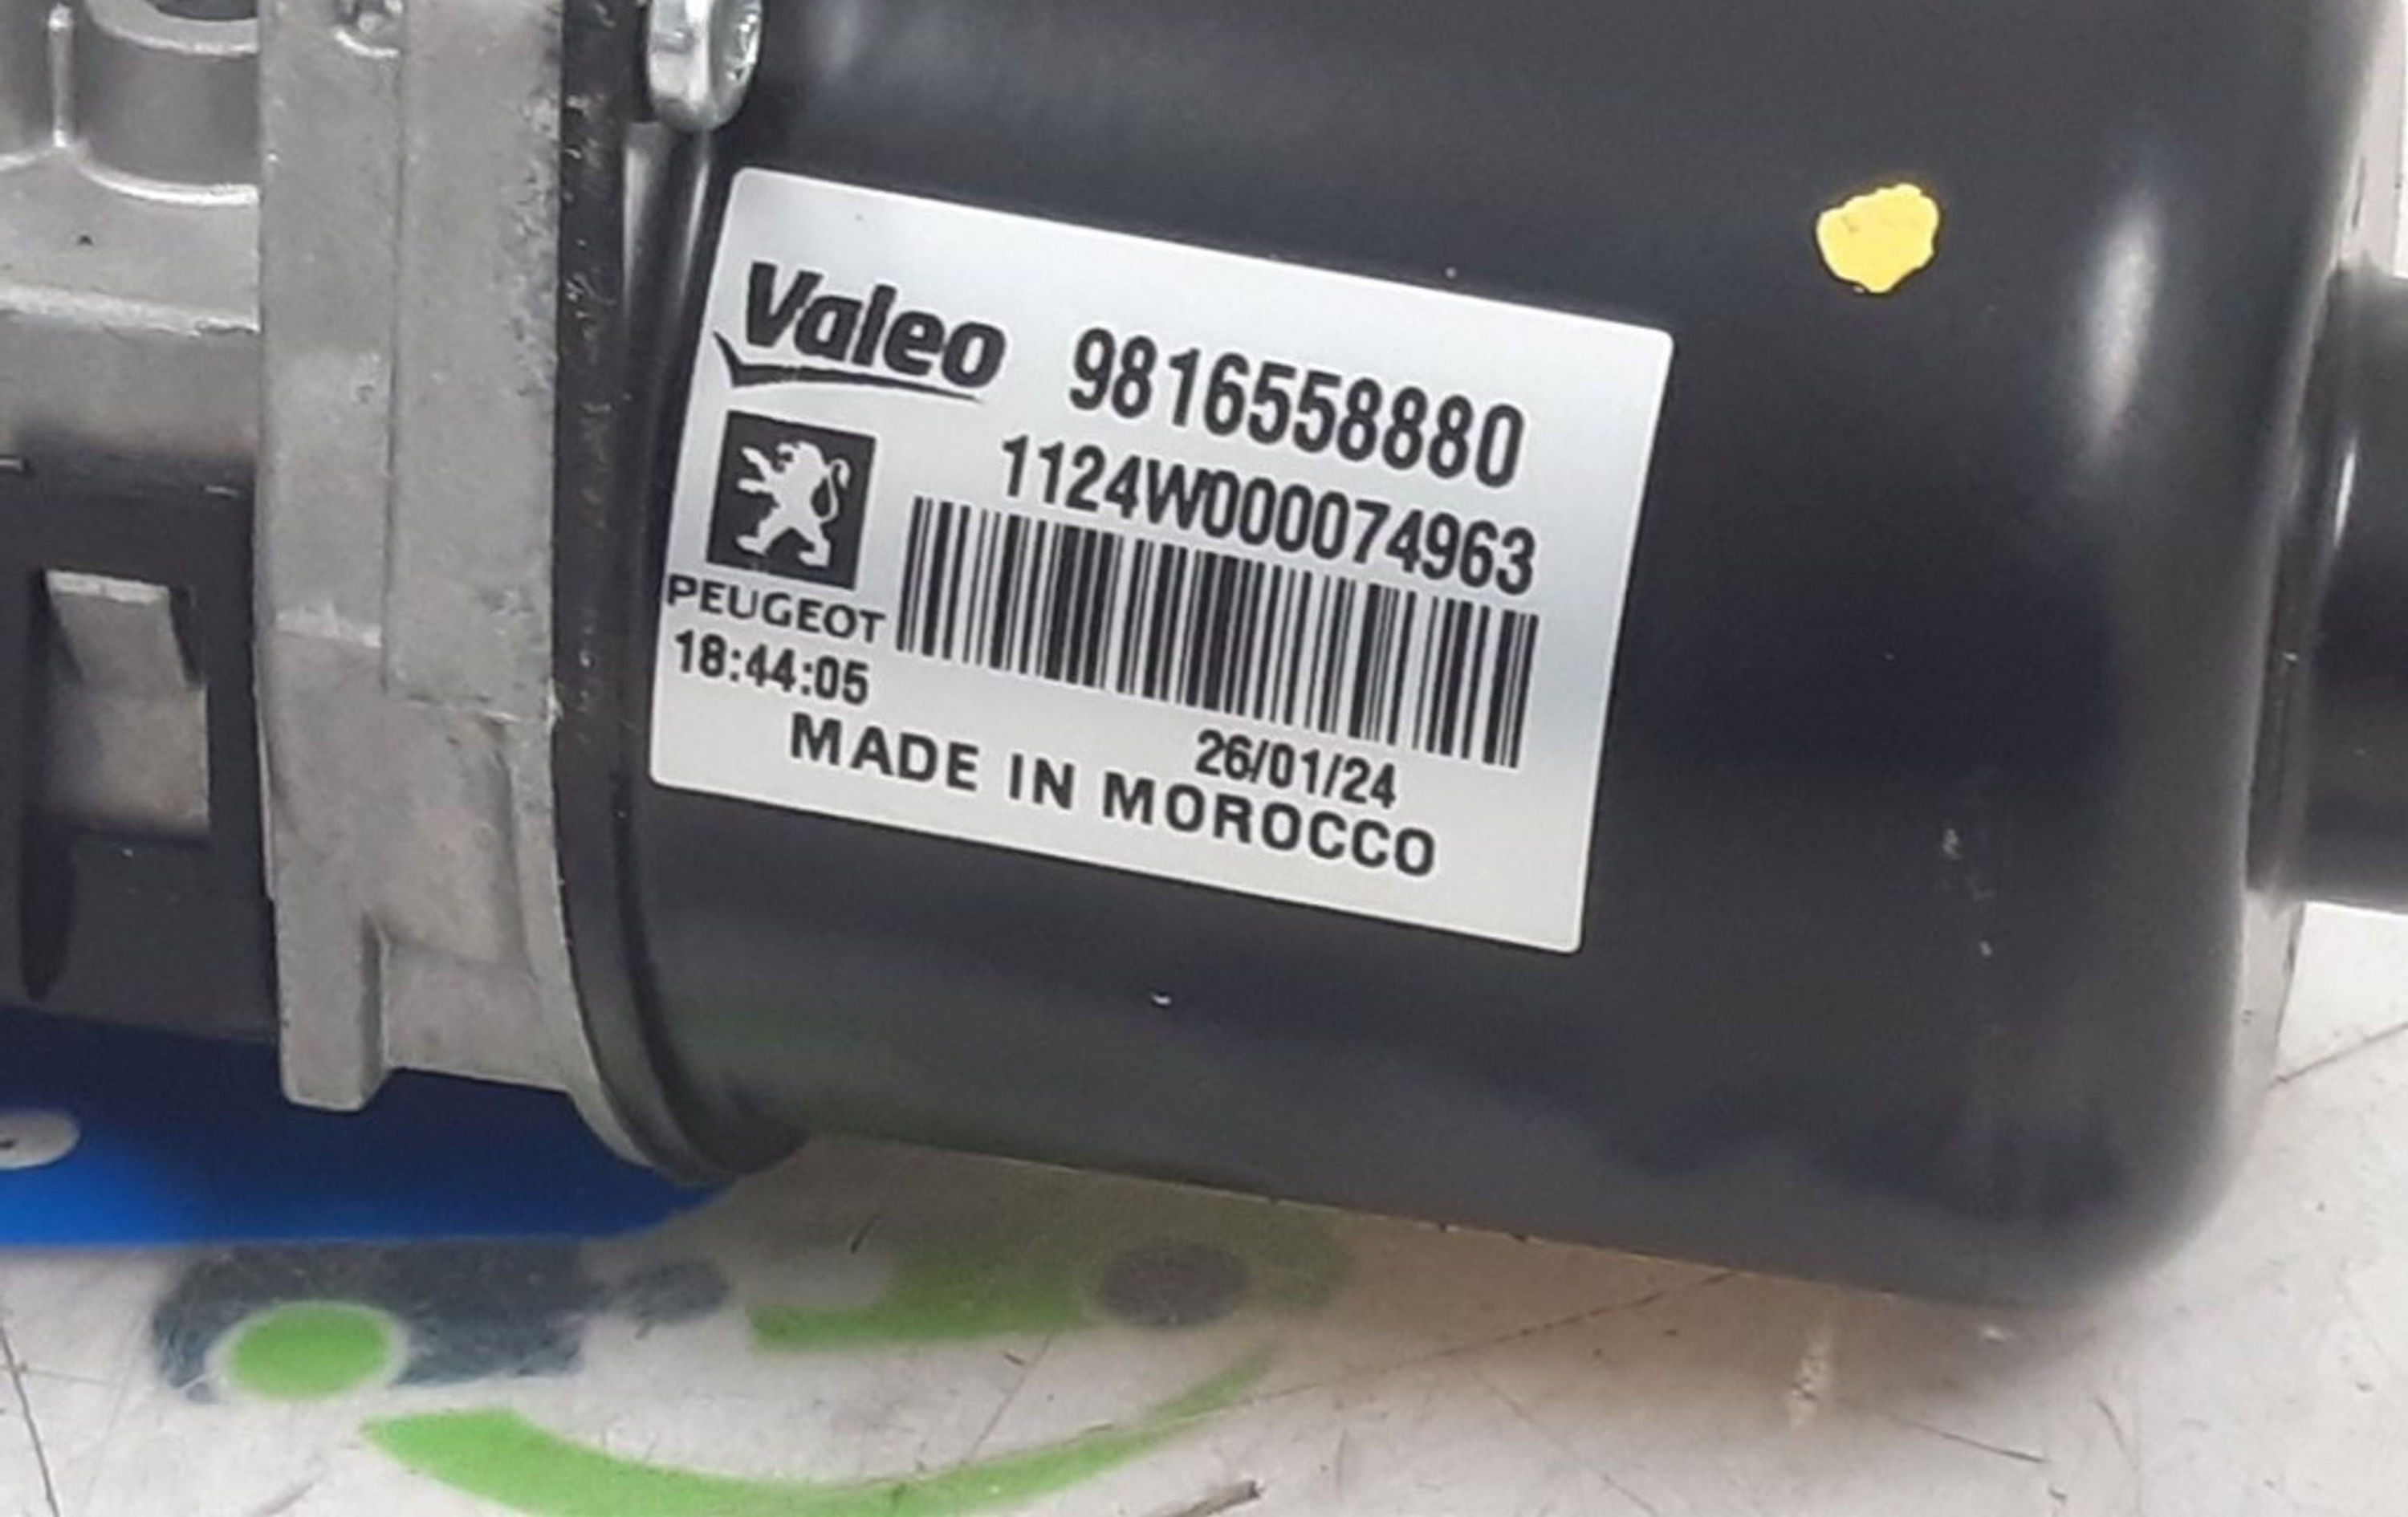 Valeo 9816558880
1124W000074963
PEUGEOT
18:44:05
26/01/24
MADE IN MOROCCO